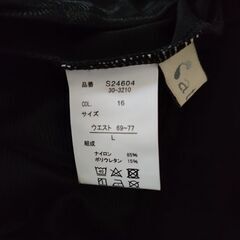 品番 S24604
30-3210
COL. 16
サイズ
ウエスト 69-77
L
組成
ナイロン 85%
ポリウレタン 15%